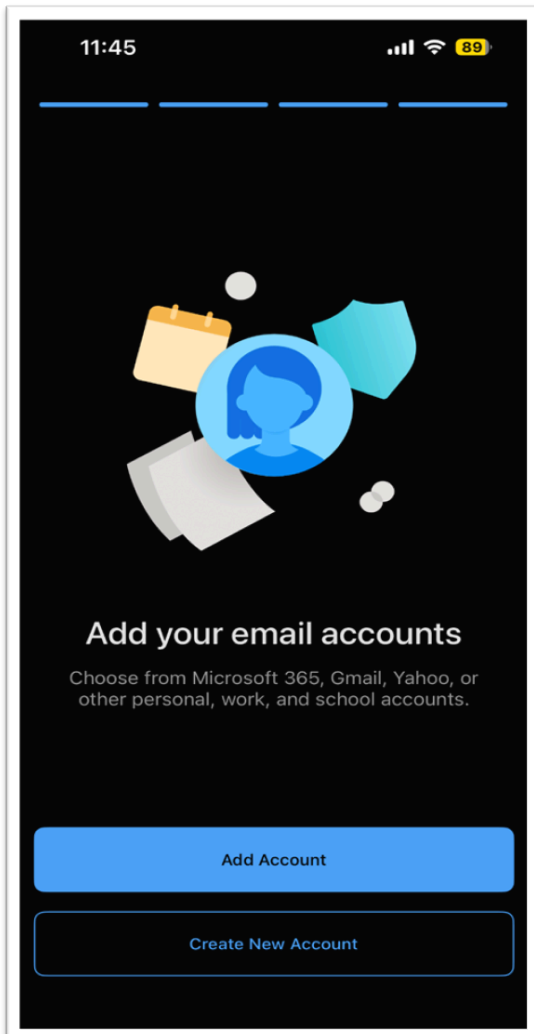 11:45
89
Add your email accounts
Choose from Microsoft 365, Gmail, Yahoo, or
other personal, work, and school accounts.
Add Account
Create New Account